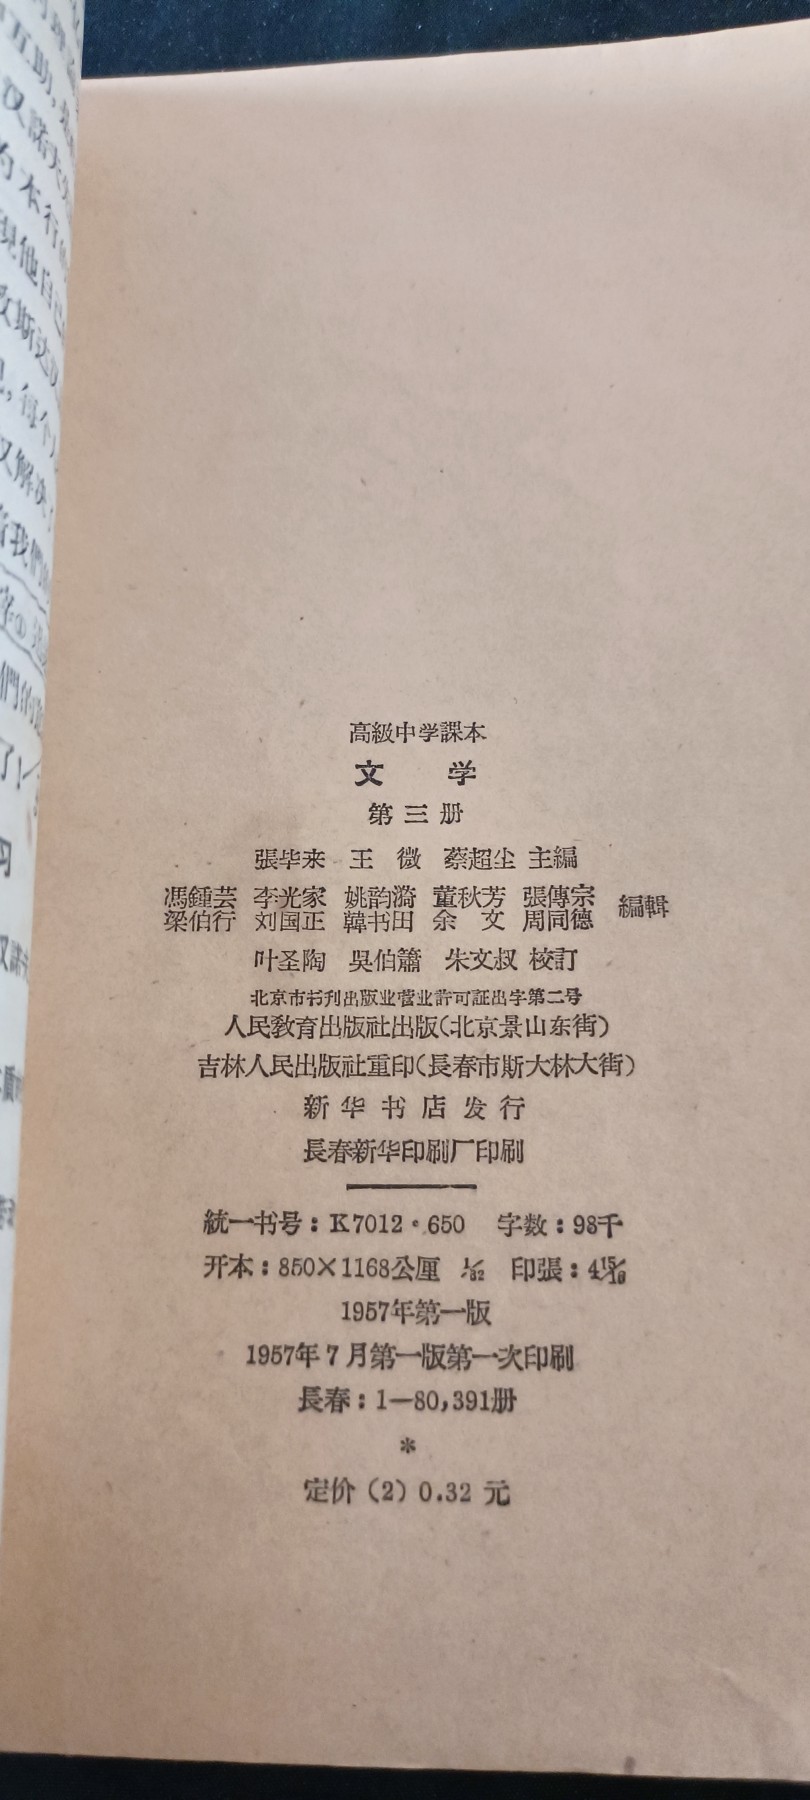 高級中学課本
文 学
第三册
張毕来 王微 蔡超尘 主編
馮鍾芸 李光家 姚韵漪 董秋芳 張傳宗
梁伯行 刘国正 韓书田 余文 周同德 編輯
叶圣陶 吳伯簫 朱文叔 校訂
北京市书刊出版业营业許可証出字第二号
人民教育出版社出版(北京景山东街)
吉林人民出版社重印(長春市斯大林大街)
新华书店发行
長春新华印刷厂印刷
統一书号:K7012·650 字数:98千
开本:850×1168公厘 1/32 印張:4 15/16
1957年第一版
1957年7月第一版第一次印刷
長春:1—80,391册
*
定价(2)0.32元